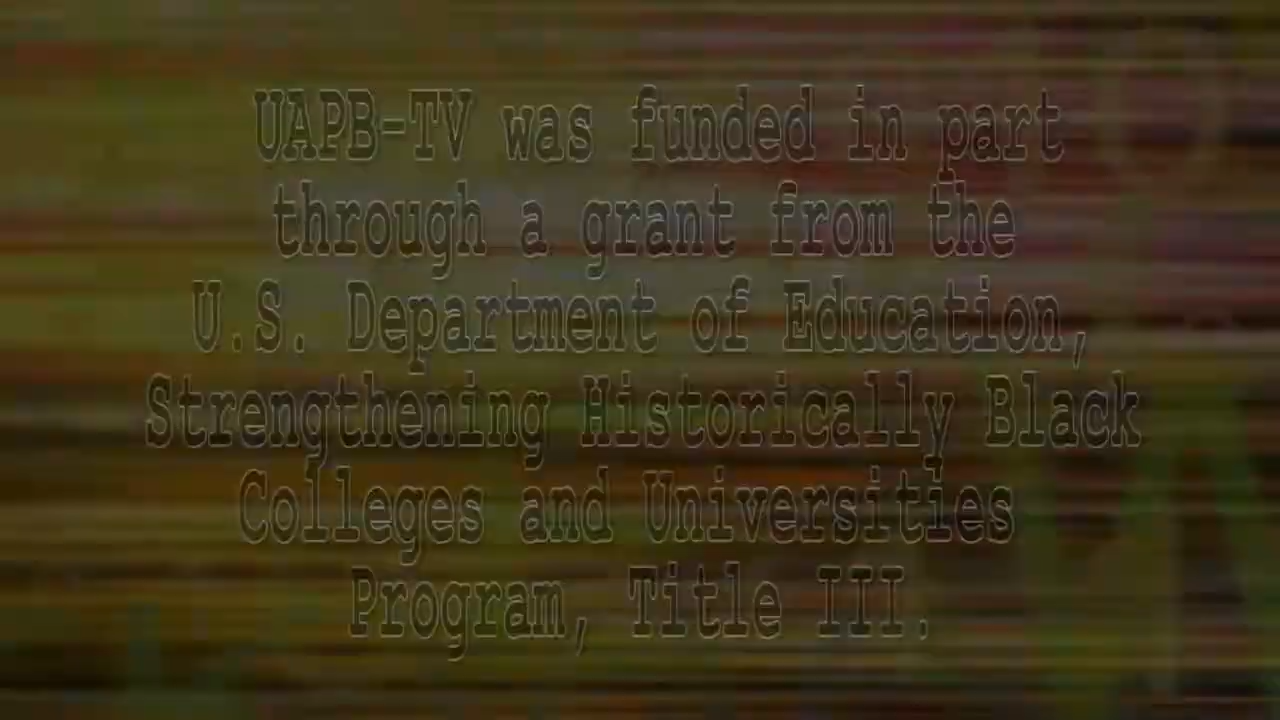 UAPB-TV was funded in part
through a grant from the
U.S. Department of Education,
Strengthening Historically Black
Colleges and Universities
Program, Title III.